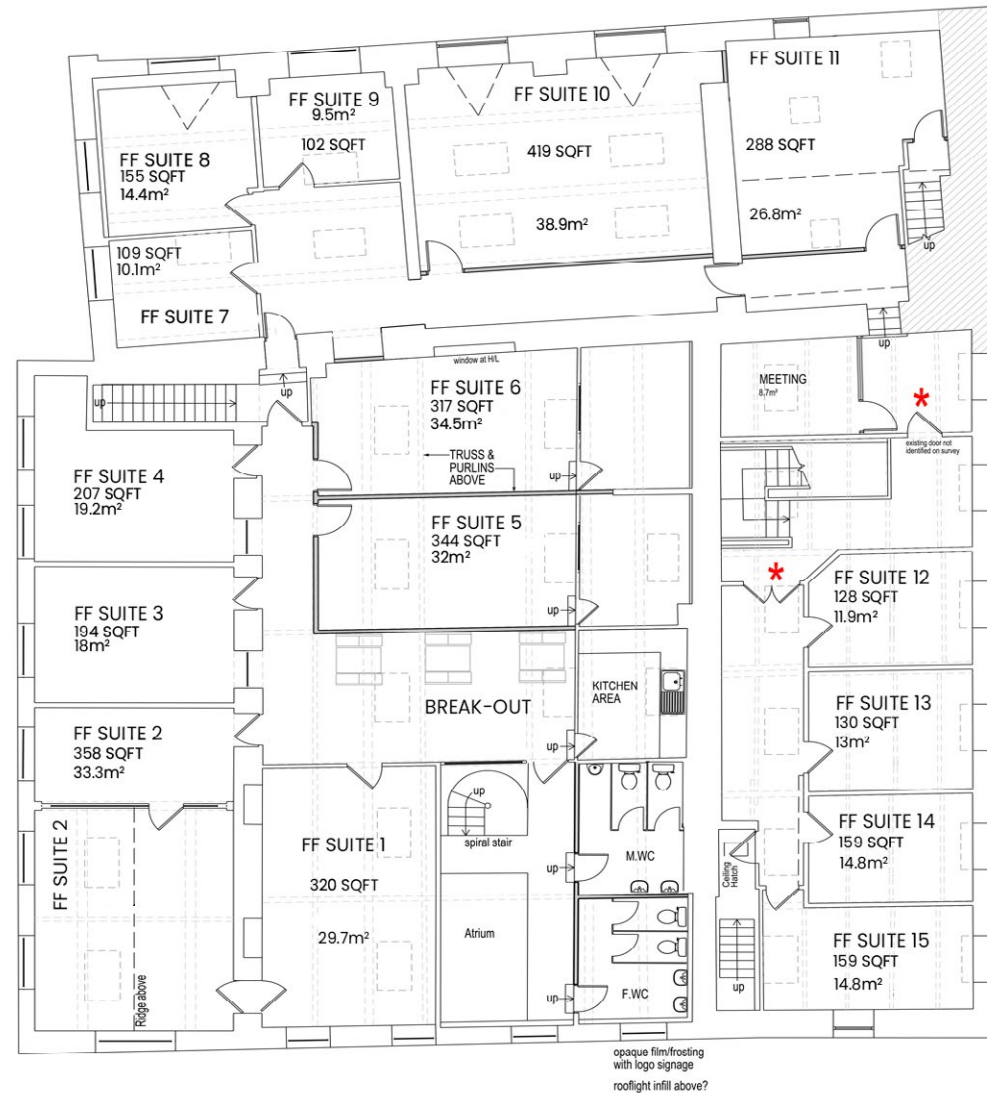 FF SUITE 11
288 SQFT
26.8m²
FF SUITE 10
419 SQFT
38.9m²
FF SUITE 9
9.5m²
102 SQFT
FF SUITE 8
155 SQFT
14.4m²
109 SQFT
10.1m²
FF SUITE 7
up
up
up
up
up
window at H/L
FF SUITE 6
317 SQFT
34.5m²
TRUSS &
PURLINS
ABOVE
up
MEETING
8.7m²
*
existing door not
identified on survey
FF SUITE 4
207 SQFT
19.2m²
FF SUITE 5
344 SQFT
32m²
up
up
*
FF SUITE 12
128 SQFT
11.9m²
FF SUITE 3
194 SQFT
18m²
BREAK-OUT
KITCHEN
AREA
up
FF SUITE 13
130 SQFT
13m²
FF SUITE 2
358 SQFT
33.3m²
FF SUITE 2
Ridge above
FF SUITE 1
320 SQFT
29.7m²
up
spiral stair
Atrium
up
M.WC
up
F.WC
Ceiling
Hatch
FF SUITE 14
159 SQFT
14.8m²
FF SUITE 15
159 SQFT
14.8m²
up
opaque film/frosting
with logo signage
rooflight infill above?